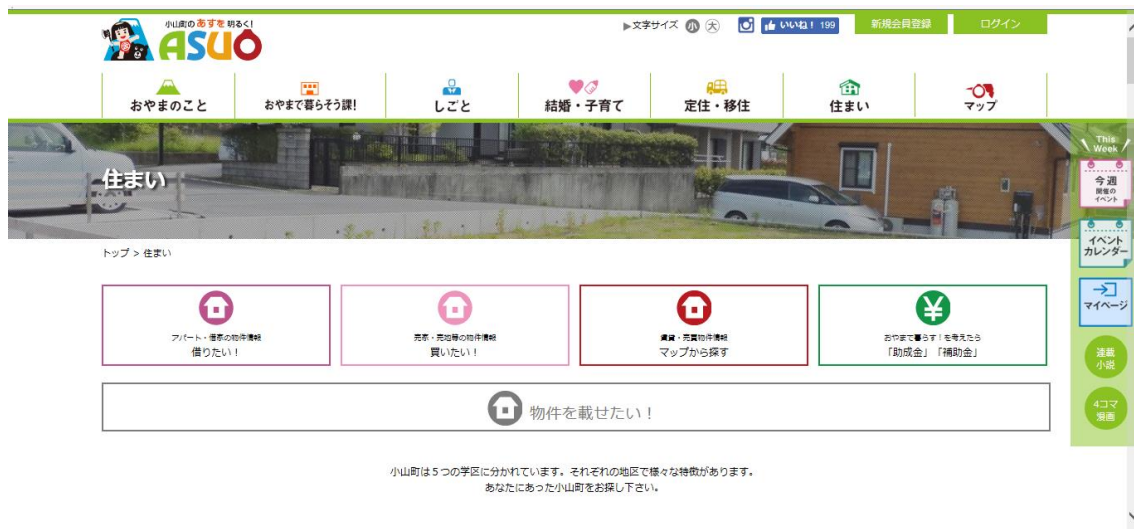 小山町のあすを明るく!
ASUO
▶文字サイズ 小 大
いいね! 199
新規会員登録
ログイン
おやまのこと
おやまで暮らそう課!
しごと
結婚・子育て
定住・移住
住まい
マップ
住まい
This Week
今週
開催の
イベント
イベント
カレンダー
マイページ
連載
小説
4コマ
漫画
トップ > 住まい
アパート・借家の物件情報
借りたい!
売家・売地等の物件情報
買いたい!
賃貸・売買物件情報
マップから探す
おやまで暮らす!を考えたら
「助成金」「補助金」
物件を載せたい!
小山町は5つの学区に分かれています。それぞれの地区で様々な特徴があります。
あなたにあった小山町をお探し下さい。